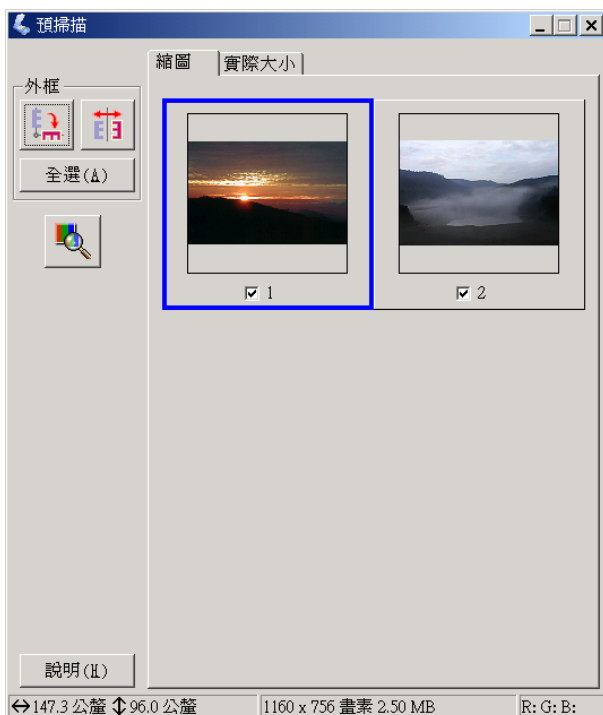 預掃描
縮圖
實際大小
外框
全選(A)
1
2
說明(H)
147.3 公釐 96.0 公釐
1160 x 756 畫素 2.50 MB
R: G: B: